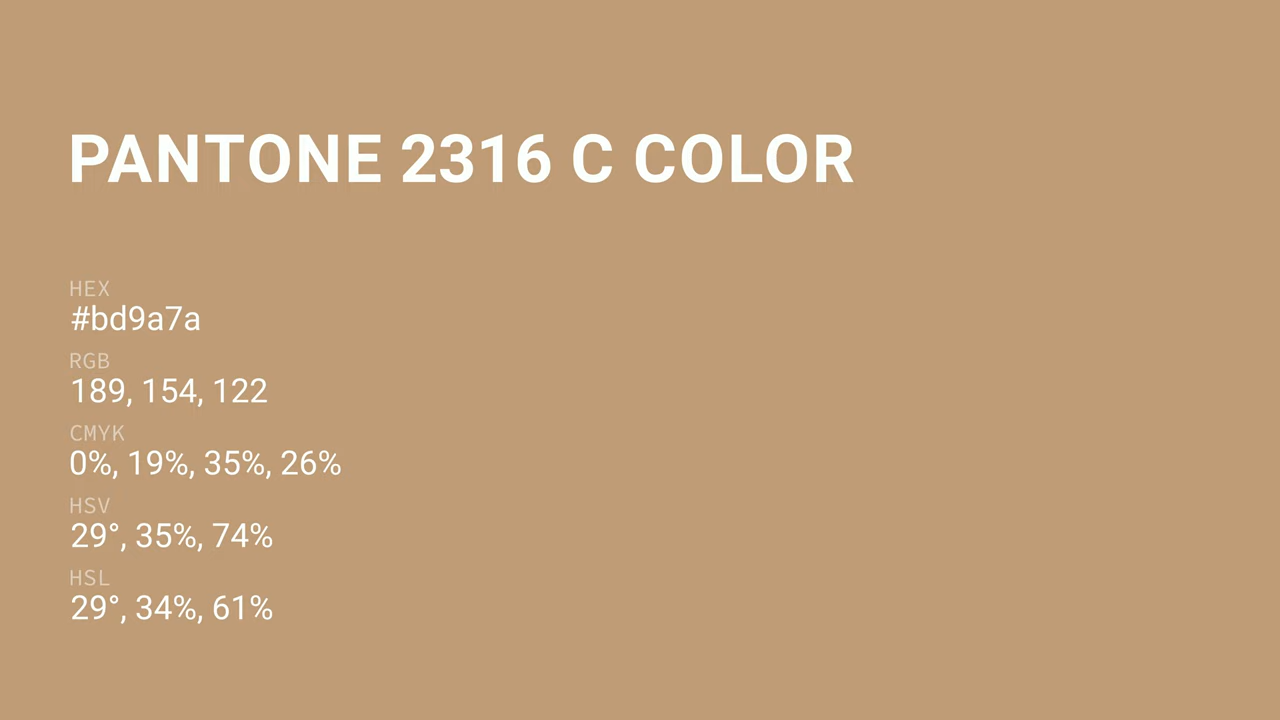 PANTONE 2316 C COLOR
HEX
#bd9a7a
RGB
189, 154, 122
CMYK
0%, 19%, 35%, 26%
HSV
29°, 35%, 74%
HSL
29°, 34%, 61%